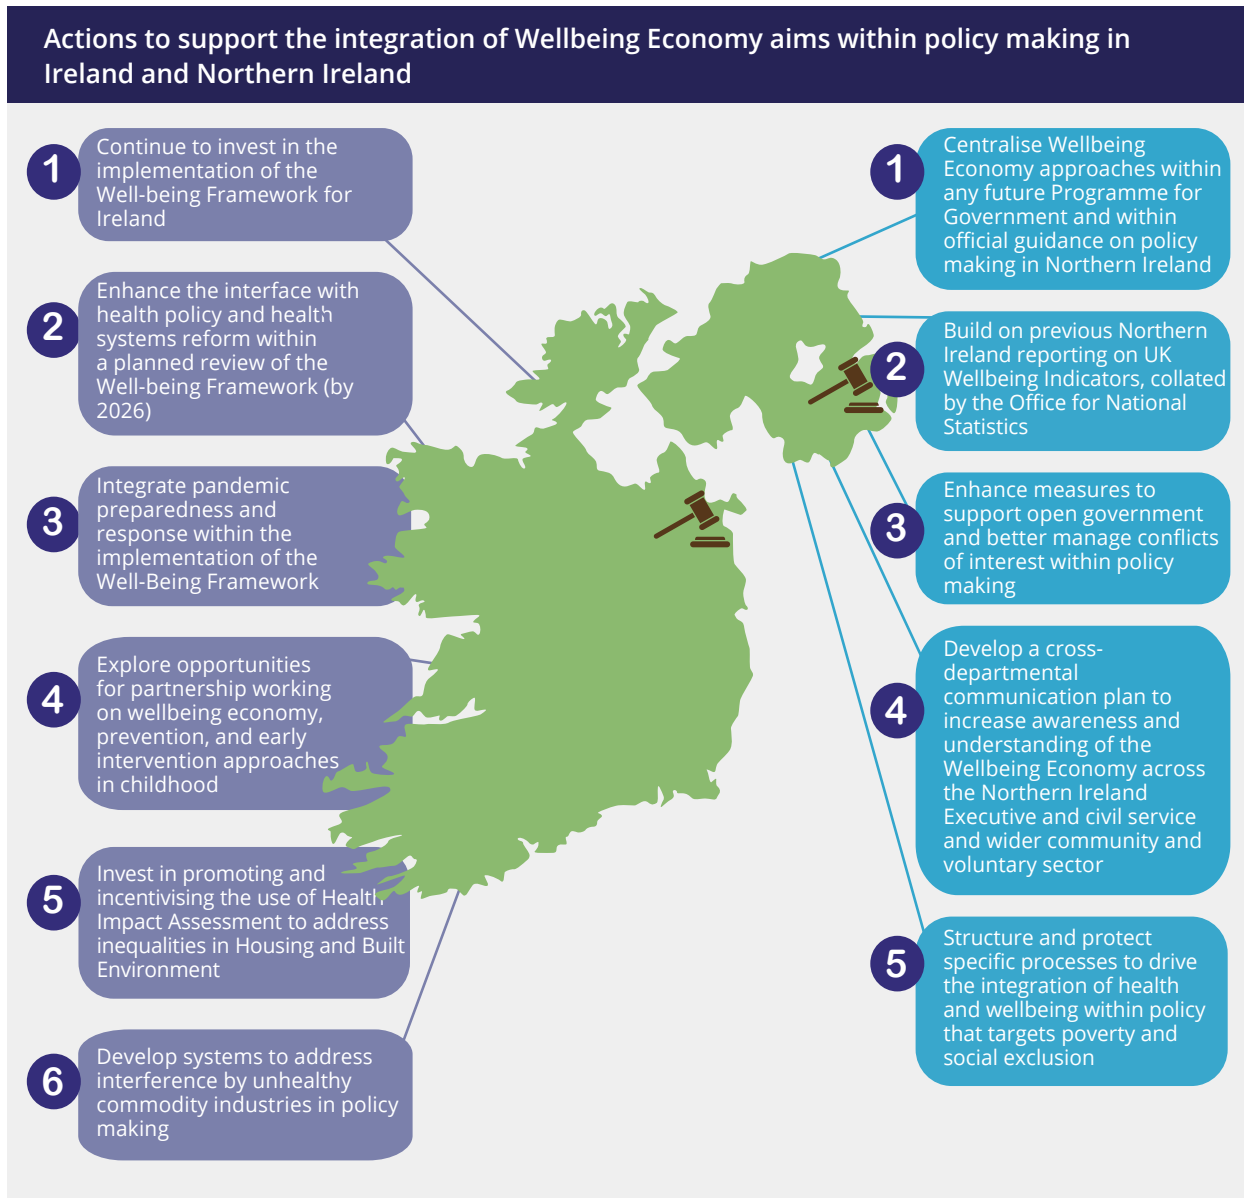 Actions to support the integration of Wellbeing Economy aims within policy making in
Ireland and Northern Ireland
1
Continue to invest in the
implementation of the
Well-being Framework for
Ireland
2
Enhance the interface with
health policy and health
systems reform within
a planned review of the
Well-being Framework (by
2026)
3
Integrate pandemic
preparedness and
response within the
implementation of the
Well-Being Framework
4
Explore opportunities
for partnership working
on wellbeing economy,
prevention, and early
intervention approaches
in childhood
5
Invest in promoting and
incentivising the use of Health
Impact Assessment to address
inequalities in Housing and Built
Environment
6
Develop systems to address
interference by unhealthy
commodity industries in policy
making
1
Centralise Wellbeing
Economy approaches within
any future Programme for
Government and within
official guidance on policy
making in Northern Ireland
2
Build on previous Northern
Ireland reporting on UK
Wellbeing Indicators, collated
by the Office for National
Statistics
3
Enhance measures to
support open government
and better manage conflicts
of interest within policy
making
4
Develop a cross-
departmental
communication plan to
increase awareness and
understanding of the
Wellbeing Economy across
the Northern Ireland
Executive and civil service
and wider community and
voluntary sector
5
Structure and protect
specific processes to drive
the integration of health
and wellbeing within policy
that targets poverty and
social exclusion